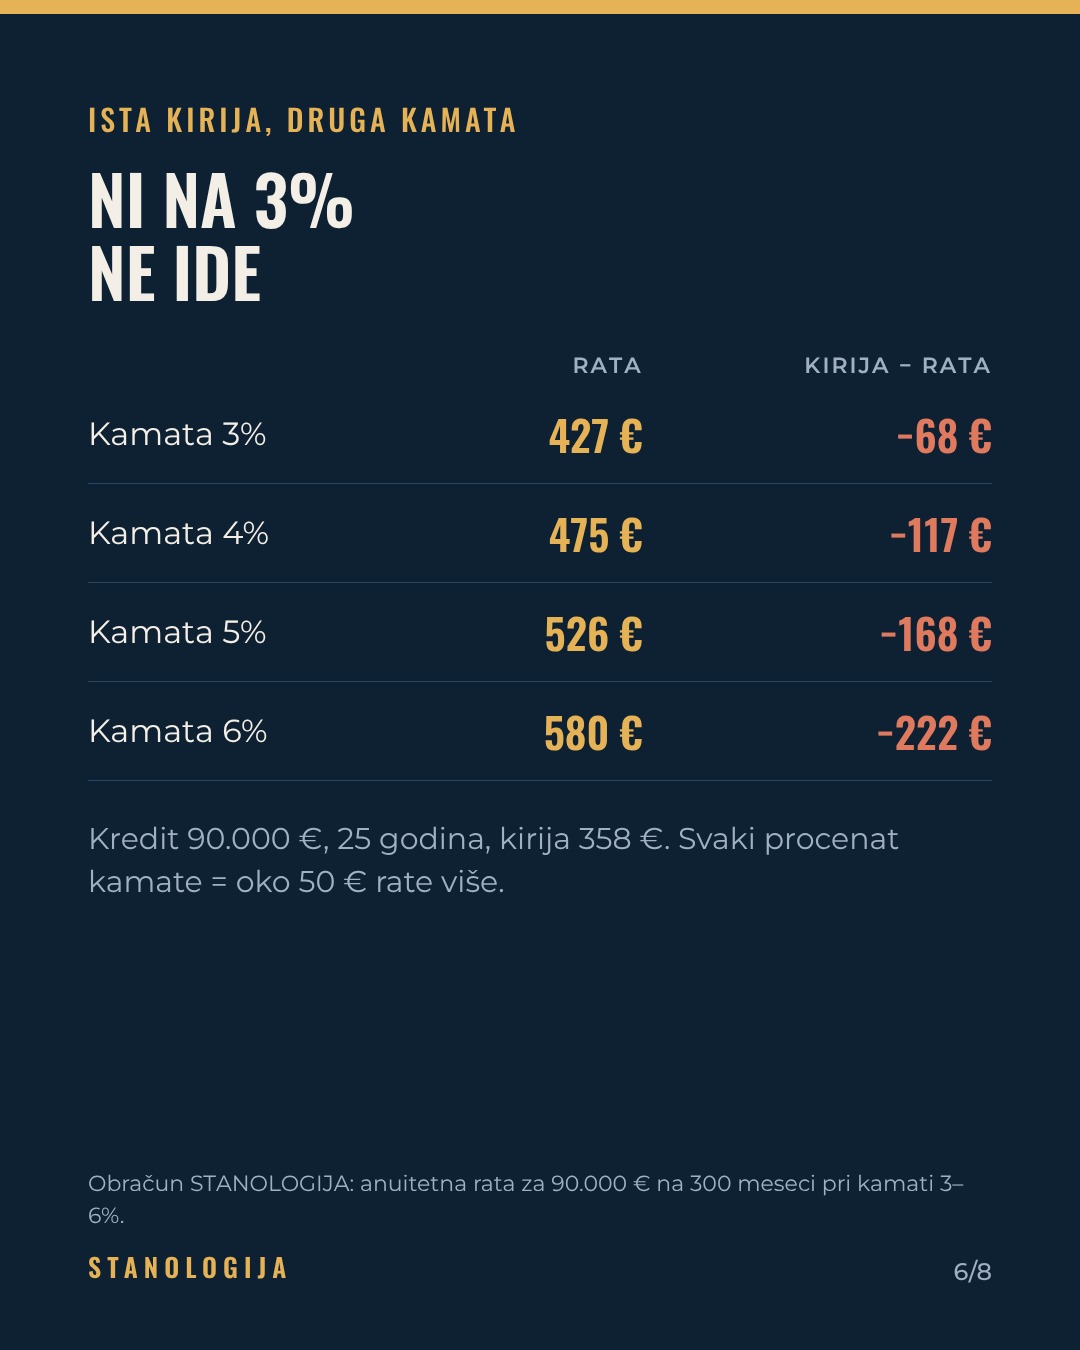 ISTA KIRIJA, DRUGA KAMATA
NI NA 3%
NE IDE
RATA KIRIJA − RATA
Kamata 3% 427 € −68 €
Kamata 4% 475 € −117 €
Kamata 5% 526 € −168 €
Kamata 6% 580 € −222 €
Kredit 90.000 €, 25 godina, kirija 358 €. Svaki procenat
kamate = oko 50 € rate više.
Obračun STANOLOGIJA: anuitetna rata za 90.000 € na 300 meseci pri kamati 3–
6%.
STANOLOGIJA 6/8